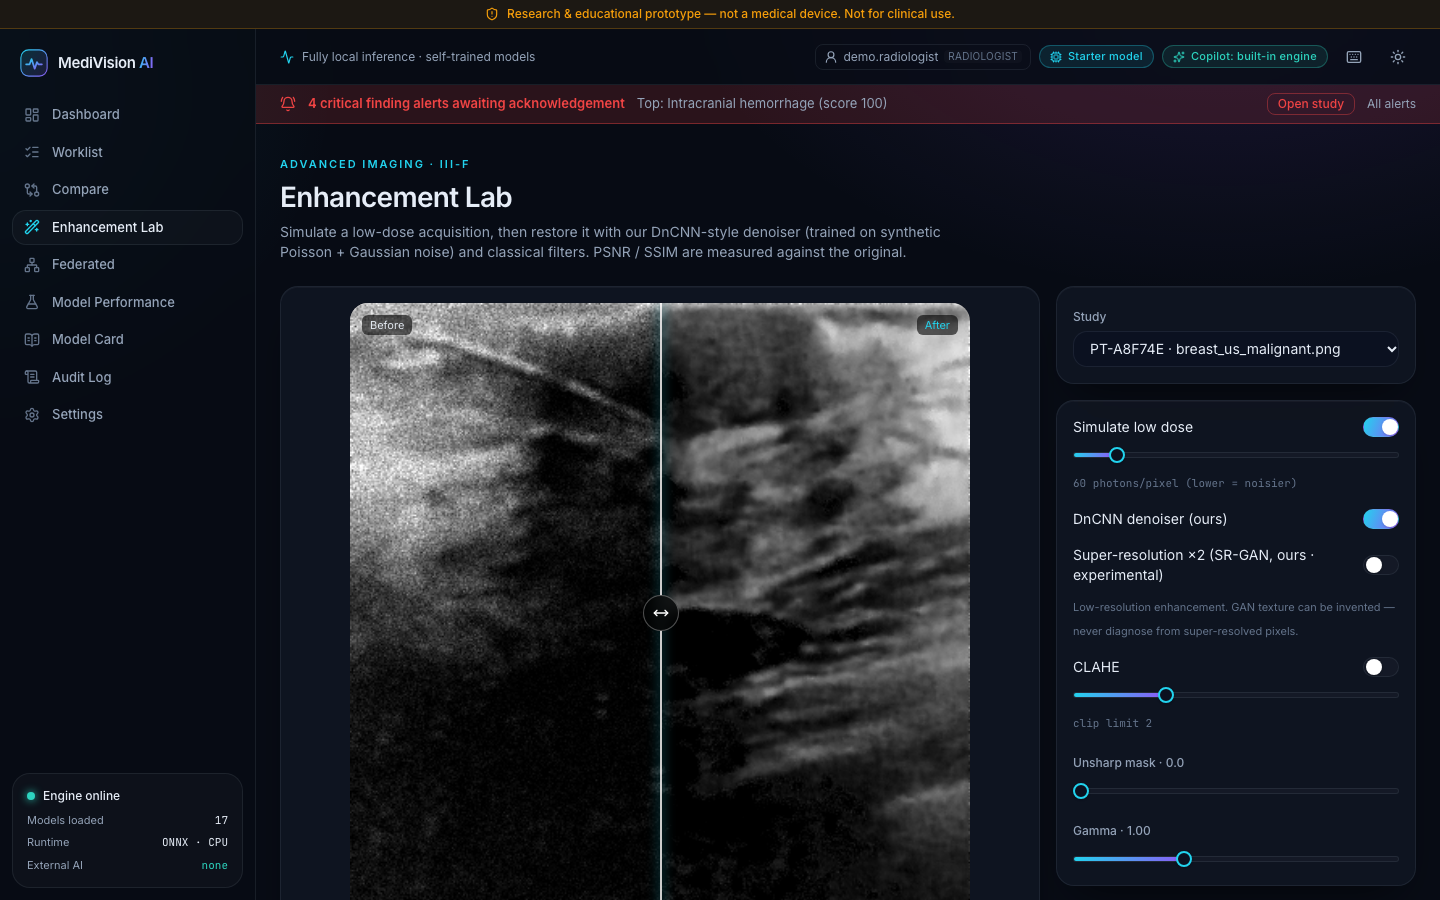 Research & educational prototype — not a medical device. Not for clinical use.
MediVision AI
Dashboard
Worklist
Compare
Enhancement Lab
Federated
Model Performance
Model Card
Audit Log
Settings
Engine online
Models loaded 17
Runtime ONNX · CPU
External AI none
Fully local inference · self-trained models
demo.radiologist RADIOLOGIST
Starter model
Copilot: built-in engine
4 critical finding alerts awaiting acknowledgement Top: Intracranial hemorrhage (score 100)
Open study
All alerts
ADVANCED IMAGING · III-F
Enhancement Lab
Simulate a low-dose acquisition, then restore it with our DnCNN-style denoiser (trained on synthetic
Poisson + Gaussian noise) and classical filters. PSNR / SSIM are measured against the original.
Before
After
Study
PT-A8F74E · breast_us_malignant.png
Simulate low dose
60 photons/pixel (lower = noisier)
DnCNN denoiser (ours)
Super-resolution ×2 (SR-GAN, ours ·
experimental)
Low-resolution enhancement. GAN texture can be invented —
never diagnose from super-resolved pixels.
CLAHE
clip limit 2
Unsharp mask · 0.0
Gamma · 1.00